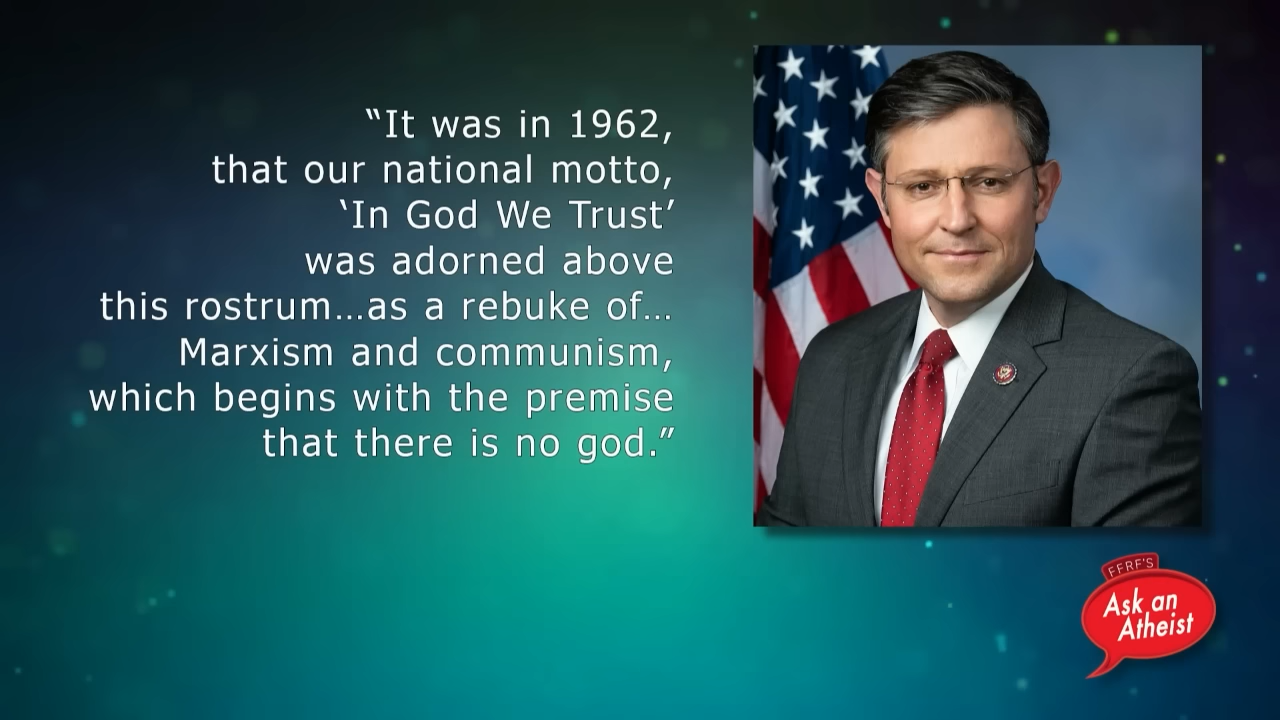 “It was in 1962,
that our national motto,
‘In God We Trust’
was adorned above
this rostrum…as a rebuke of…
Marxism and communism,
which begins with the premise
that there is no god.”
FFRF'S
Ask an
Atheist